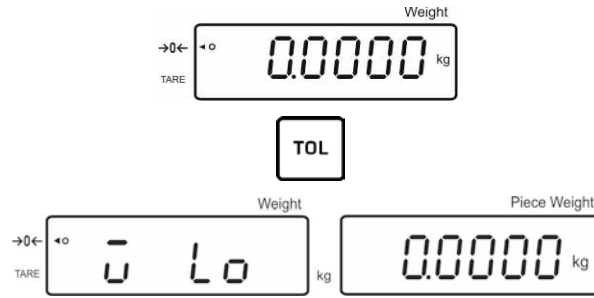 Weight
→0← ◄o 0.0000 kg
TARE
TOL
Weight Piece Weight
→0← ◄o ū Lo kg 0.0000 kg
TARE